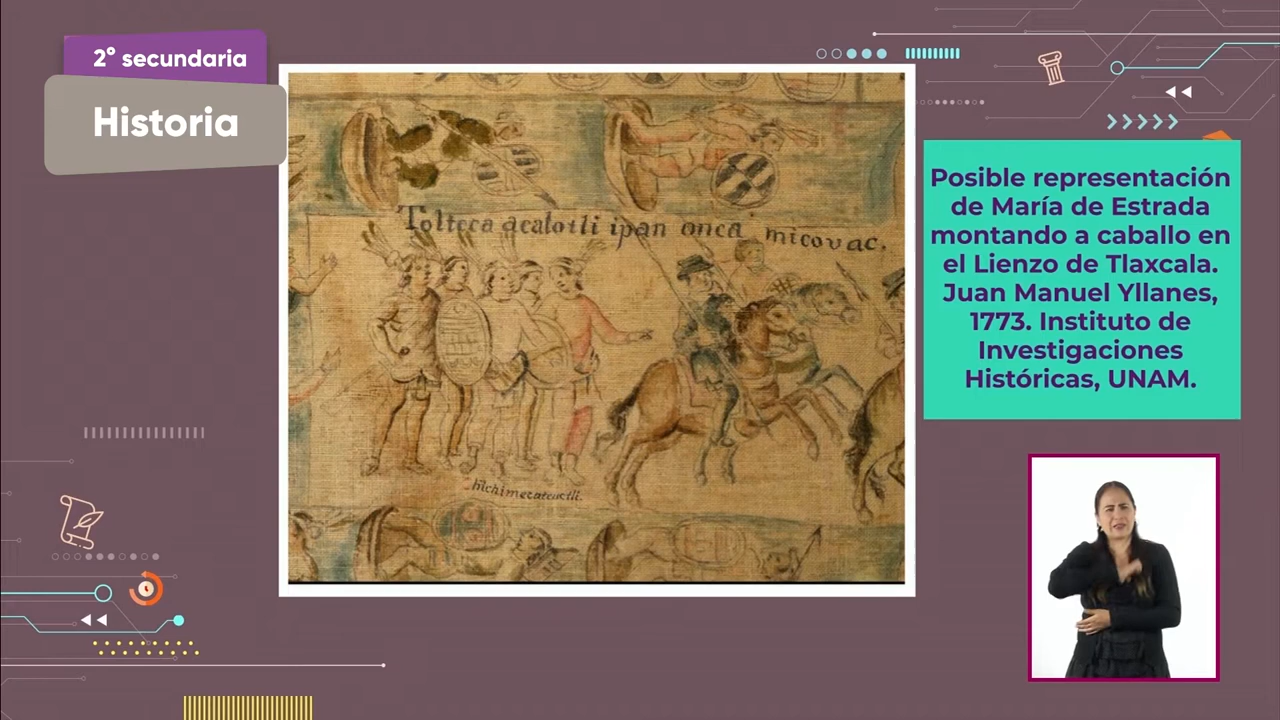 2° secundaria
Historia
Tolteca acalotli ipan onca micovac.
Posible representación
de María de Estrada
montando a caballo en
el Lienzo de Tlaxcala.
Juan Manuel Yllanes,
1773. Instituto de
Investigaciones
Históricas, UNAM.